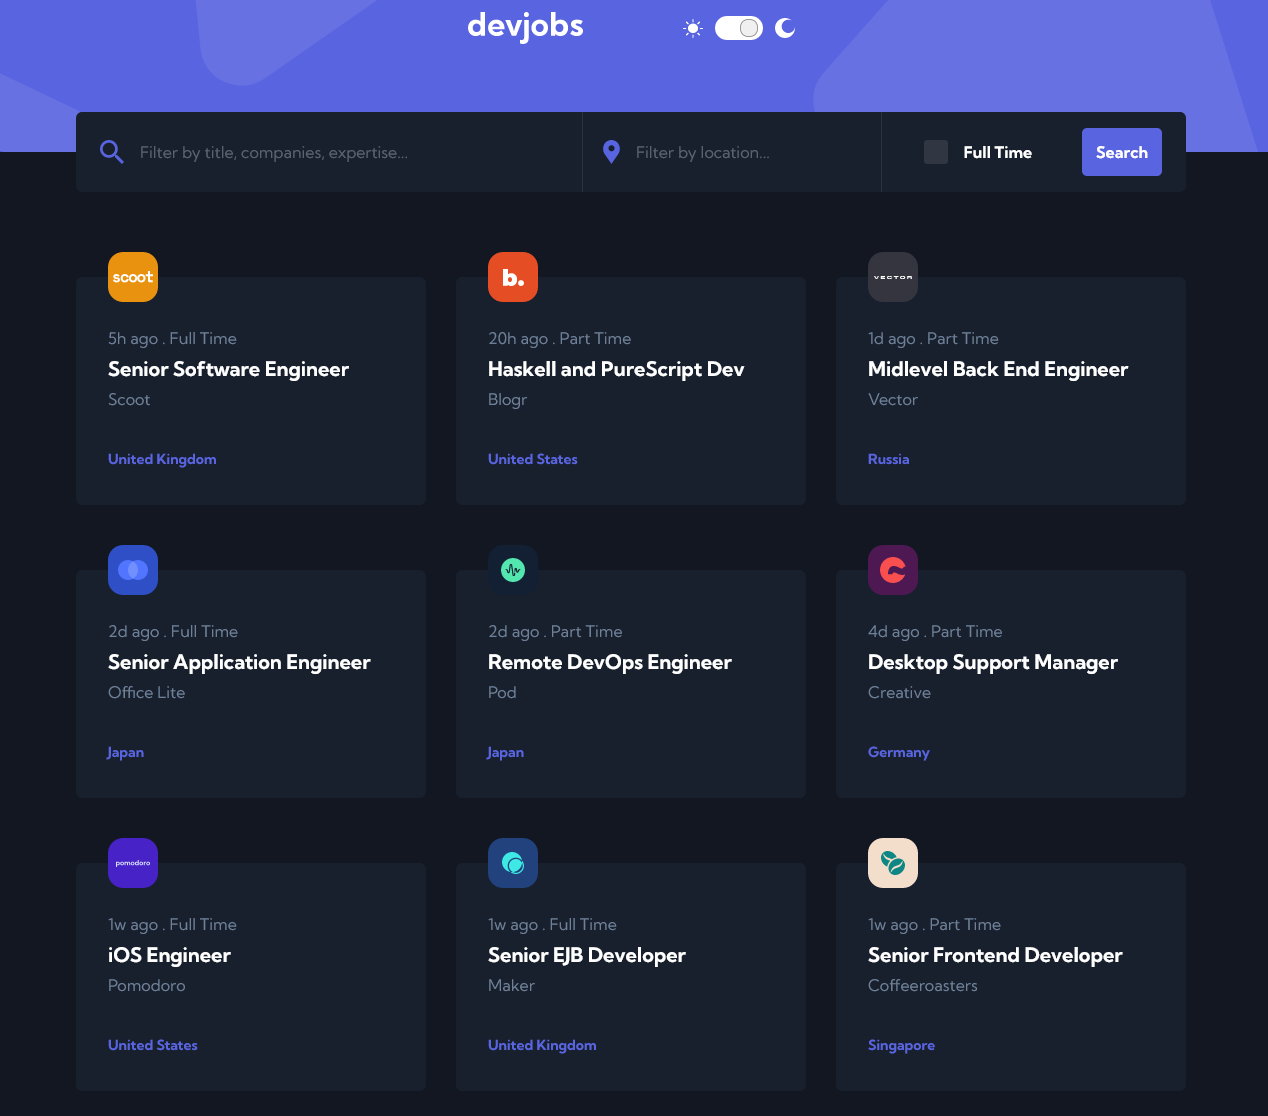 devjobs
Filter by title, companies, expertise...
Filter by location...
Full Time
Search
scoot
5h ago . Full Time
Senior Software Engineer
Scoot
United Kingdom
b.
20h ago . Part Time
Haskell and PureScript Dev
Blogr
United States
VECTOR
1d ago . Part Time
Midlevel Back End Engineer
Vector
Russia
2d ago . Full Time
Senior Application Engineer
Office Lite
Japan
2d ago . Part Time
Remote DevOps Engineer
Pod
Japan
4d ago . Part Time
Desktop Support Manager
Creative
Germany
pomodoro
1w ago . Full Time
iOS Engineer
Pomodoro
United States
1w ago . Full Time
Senior EJB Developer
Maker
United Kingdom
1w ago . Part Time
Senior Frontend Developer
Coffeeroasters
Singapore